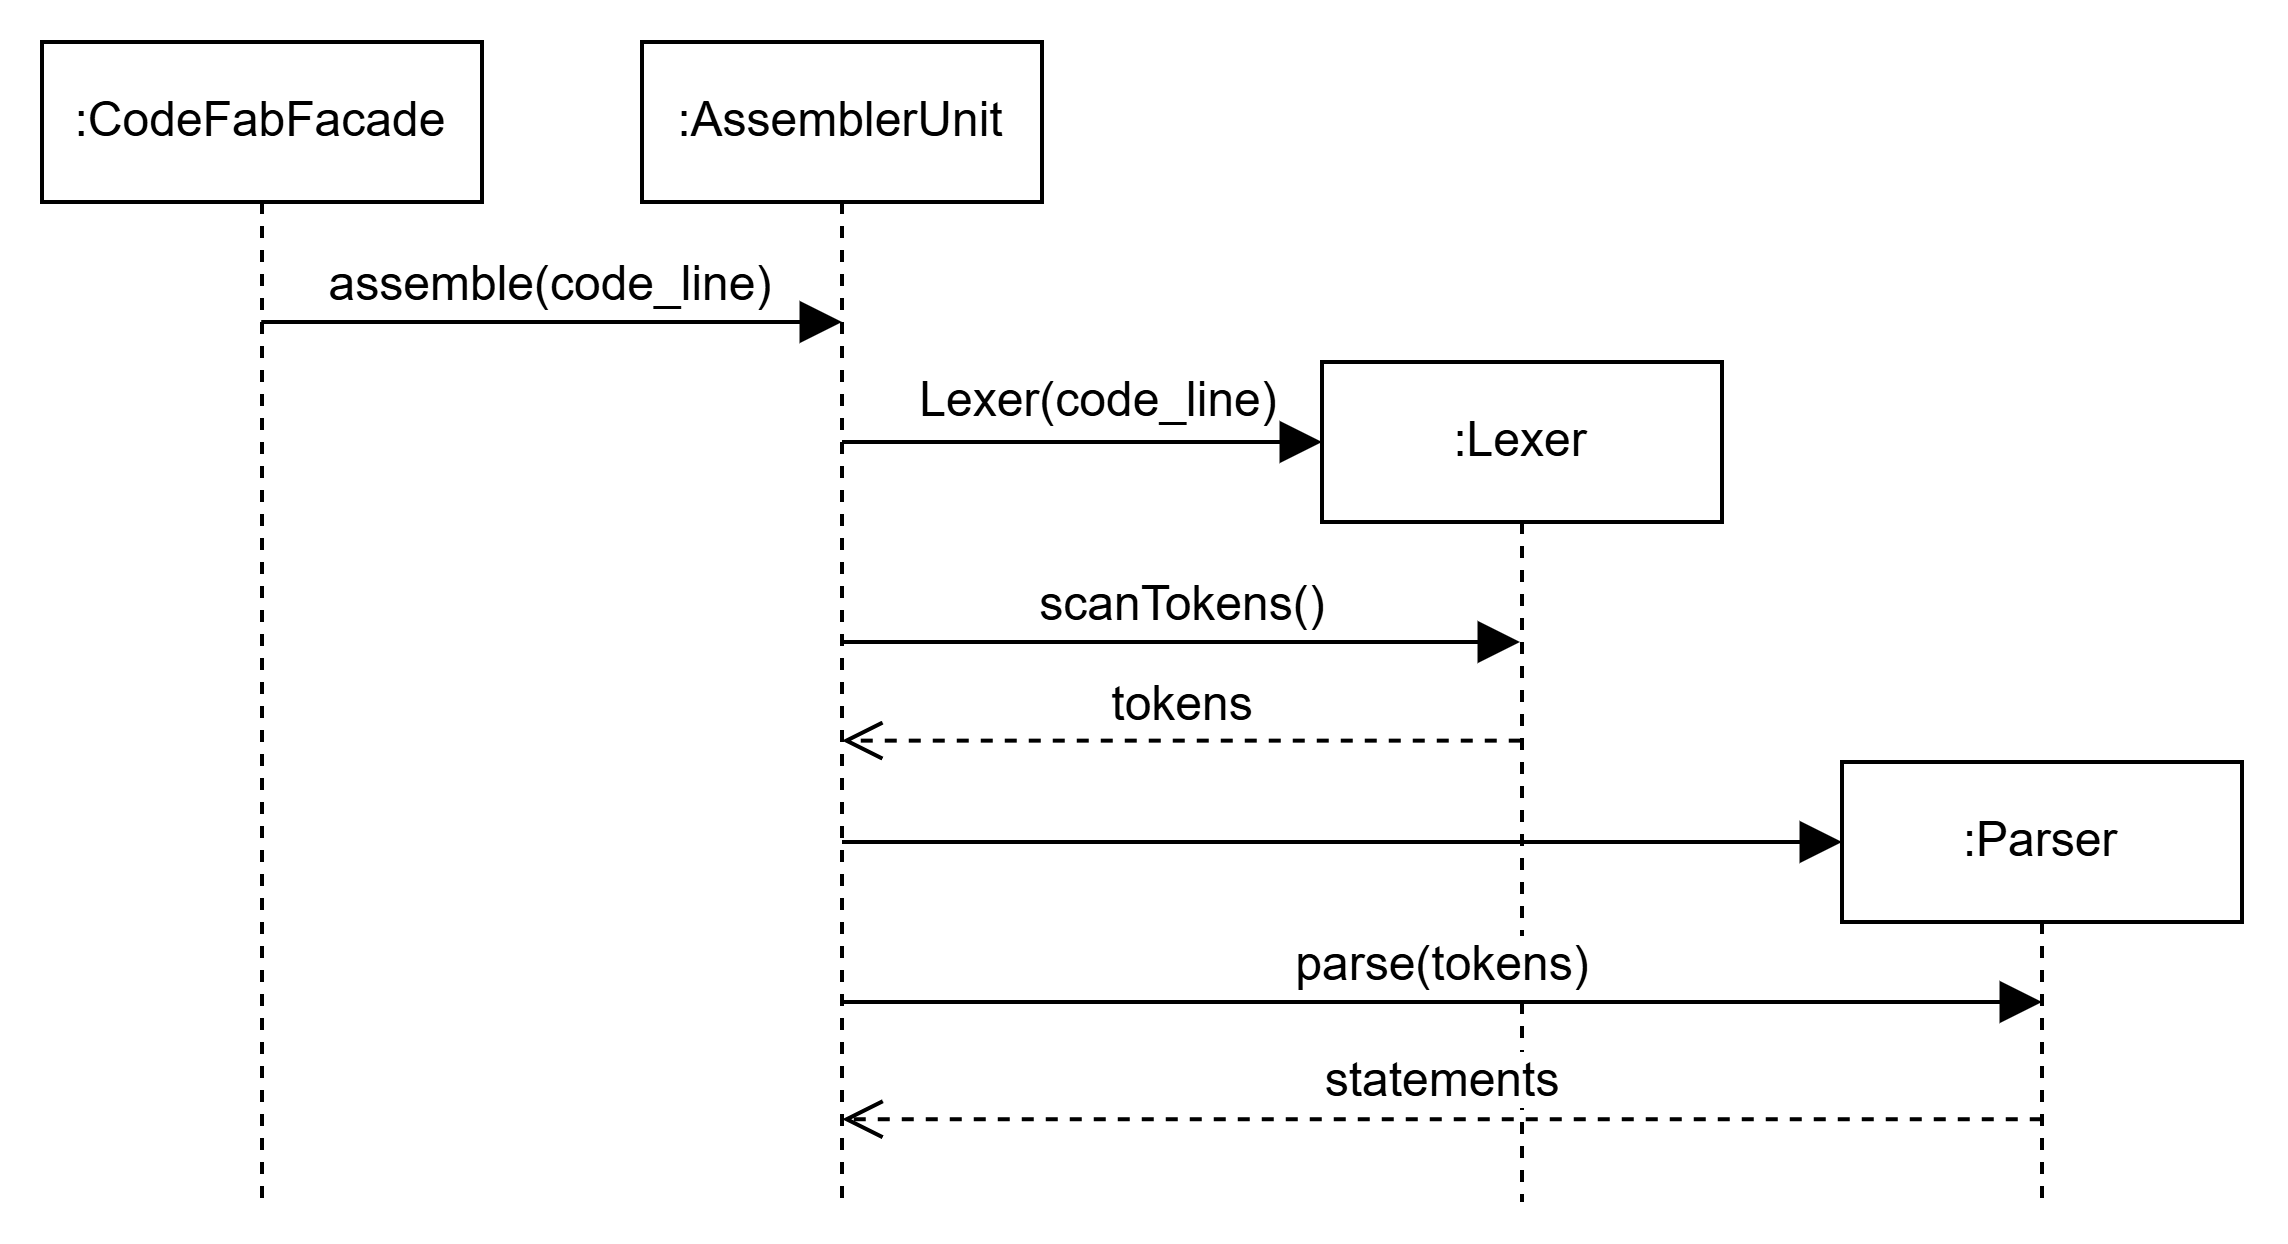 :CodeFabFacade
:AssemblerUnit
assemble(code_line)
Lexer(code_line)
:Lexer
scanTokens()
tokens
:Parser
parse(tokens)
statements